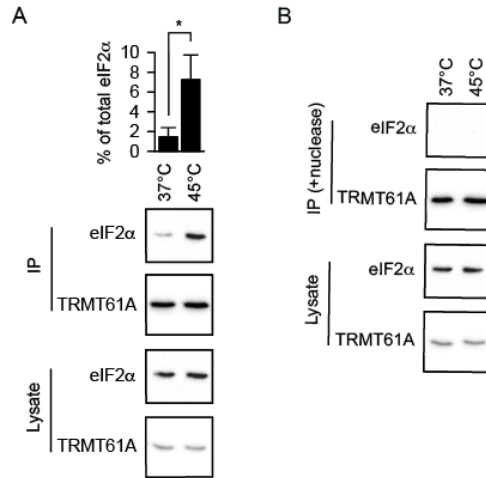 A
*
% of total eIF2α
10
8
6
4
2
0
37°C
45°C
IP
eIF2α
TRMT61A
Lysate
eIF2α
TRMT61A
B
37°C
45°C
IP (+nuclease)
eIF2α
TRMT61A
Lysate
eIF2α
TRMT61A